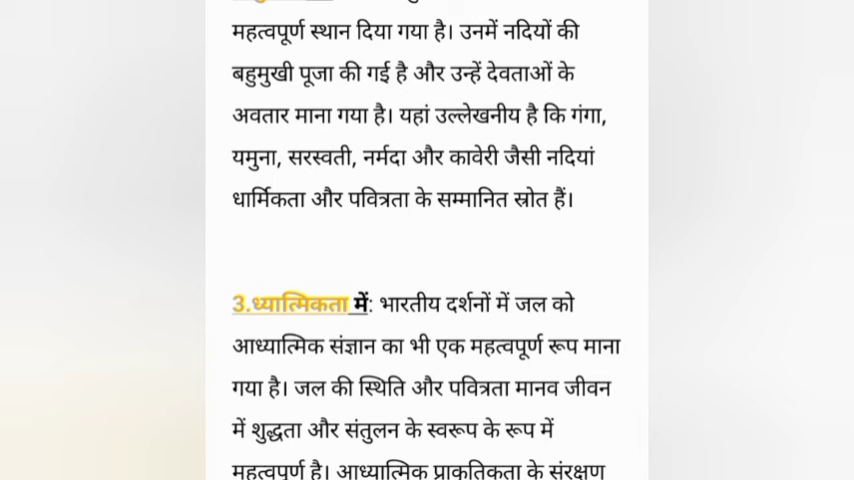 महत्वपूर्ण स्थान दिया गया है। उनमें नदियों की
बहुमुखी पूजा की गई है और उन्हें देवताओं के
अवतार माना गया है। यहां उल्लेखनीय है कि गंगा,
यमुना, सरस्वती, नर्मदा और कावेरी जैसी नदियां
धार्मिकता और पवित्रता के सम्मानित स्रोत हैं।
3.ध्यात्मिकता में: भारतीय दर्शनों में जल को
आध्यात्मिक संज्ञान का भी एक महत्वपूर्ण रूप माना
गया है। जल की स्थिति और पवित्रता मानव जीवन
में शुद्धता और संतुलन के स्वरूप के रूप में
महत्वपूर्ण है। आध्यात्मिक प्राकृतिकता के संरक्षण